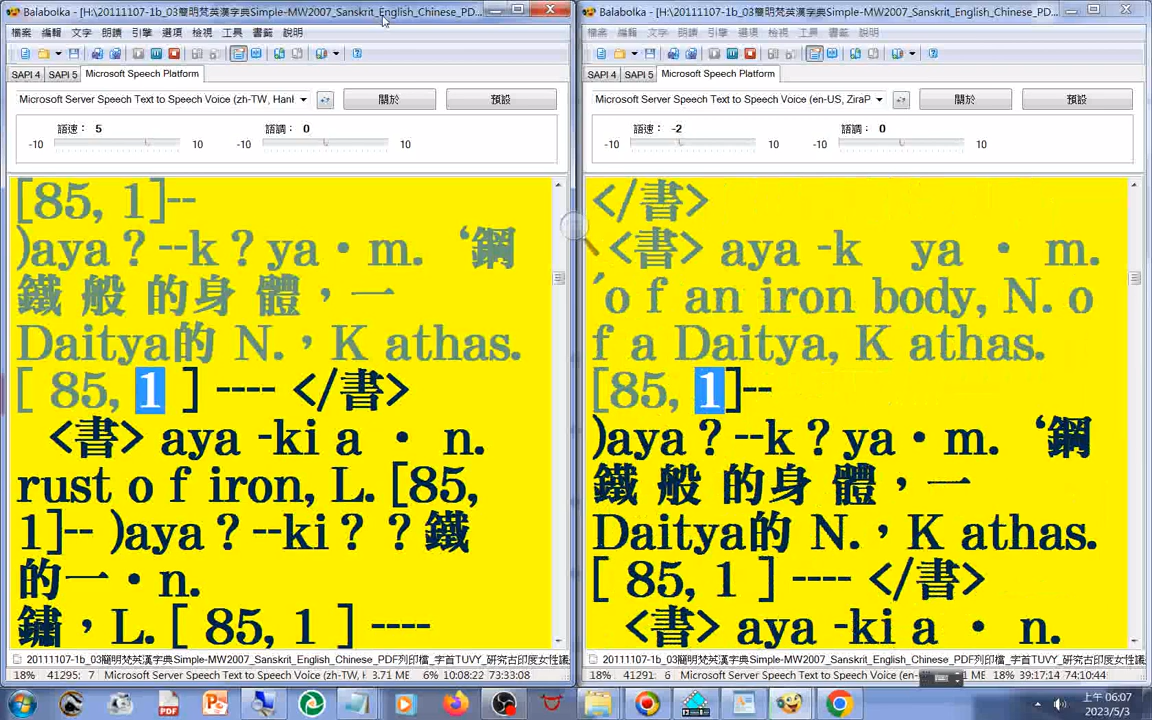 Balabolka - [H:\20111107-1b_03簡明梵英漢字典Simple-MW2007_Sanskrit_English_Chinese_PD...
檔案 編輯 文字 朗讀 引擎 選項 檢視 工具 書籤 說明
SAPI 4 SAPI 5 Microsoft Speech Platform
Microsoft Server Speech Text to Speech Voice (zh-TW, Hanl
關於 預設
語速： 5 語調： 0
-10 10 -10 10
[85, 1]--
)aya？--k？ya‧m.‘鋼
鐵 般 的身 體，一
Daitya的 N.，K athas.
[ 85, 1 ] ---- </書>
<書> aya -ki a ‧ n.
rust o f iron, L. [85,
1]-- )aya？--ki？？鐵
的一‧n.
鏽，L. [ 85, 1 ] ----
20111107-1b_03簡明梵英漢字典Simple-MW2007_Sanskrit_English_Chinese_PDF列印檔_字首TUVY_研究古印度女性議
18% 41295: 7 Microsoft Server Speech Text to Speech Voice (zh-TW, H 3.71 MB 6% 10:08:22 73:33:08
Balabolka - [H:\20111107-1b_03簡明梵英漢字典Simple-MW2007_Sanskrit_English_Chinese_PD...
檔案 編輯 文字 朗讀 引擎 選項 檢視 工具 書籤 說明
SAPI 4 SAPI 5 Microsoft Speech Platform
Microsoft Server Speech Text to Speech Voice (en-US, ZiraP
關於 預設
語速： -2 語調： 0
-10 10 -10 10
</書>
<書> aya -k ya ‧ m.
´o f an iron body, N. o
f a Daitya, K athas.
[85, 1]--
)aya？--k？ya‧m.‘鋼
鐵 般 的身 體，一
Daitya的 N.，K athas.
[ 85, 1 ] ---- </書>
<書> aya -ki a ‧ n.
20111107-1b_03簡明梵英漢字典Simple-MW2007_Sanskrit_English_Chinese_PDF列印檔_字首TUVY_研究古印度女性議
18% 41291: 6 Microsoft Server Speech Text to Speech Voice (en-US, 18% 39:17:14 74:10:44
上午 06:07
2023/5/3